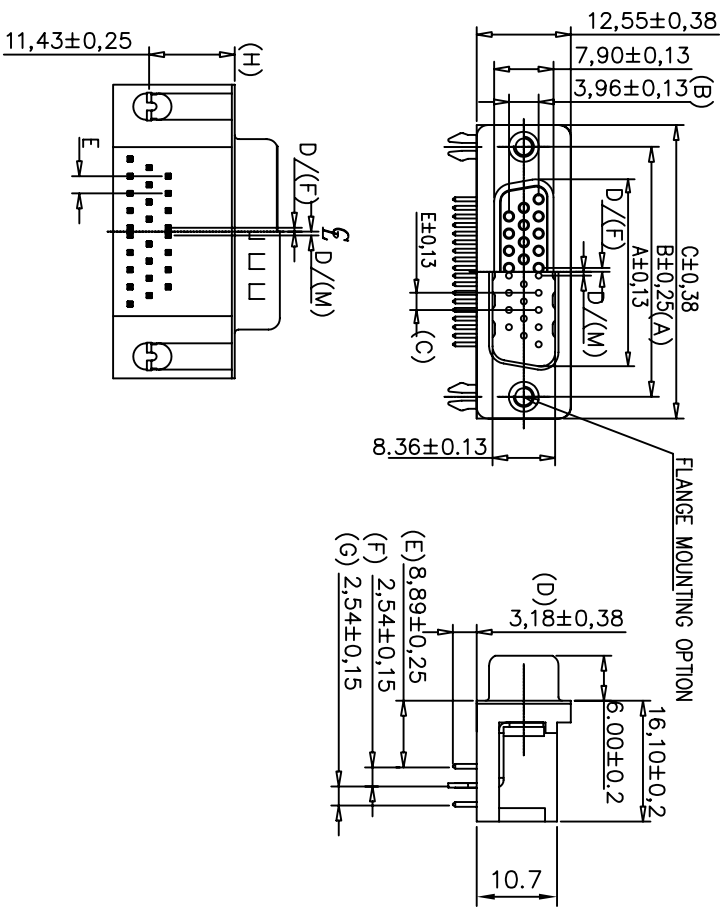 12,55±0,38
7,90±0,13
3,96±0,13
(B)
11,43±0,25
(H)
E
D/(F)
D/(M)
CL
D/(F)
D/(M)
E±0,13
(C)
A±0,13
B±0,25(A)
C±0,38
8.36±0.13
FLANGE MOUNTING OPTION
(D)
3,18±0,38
(E) 8,89±0,25
(F) 2,54±0,15
(G) 2,54±0,15
6.00±0.2
16,10±0,2
10.7